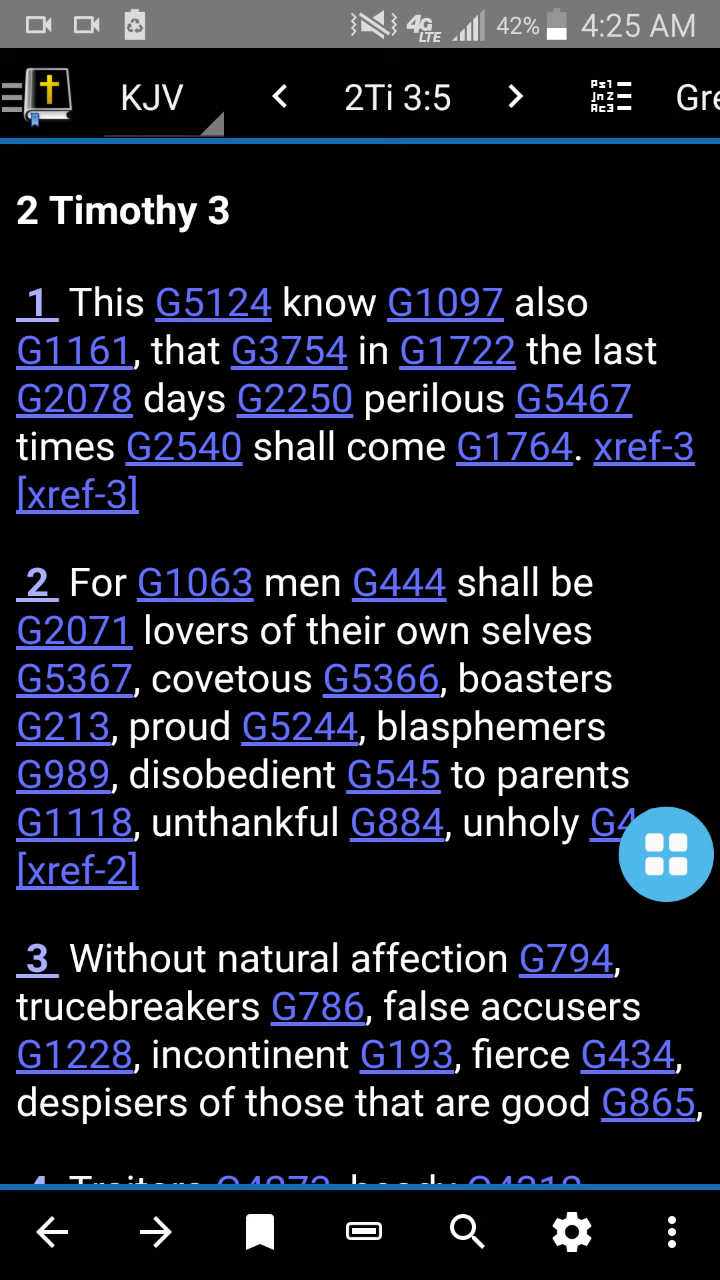 4G LTE 42% 4:25 AM
KJV 2Ti 3:5 Gre
2 Timothy 3
1 This G5124 know G1097 also
G1161, that G3754 in G1722 the last
G2078 days G2250 perilous G5467
times G2540 shall come G1764. xref-3
[xref-3]
2 For G1063 men G444 shall be
G2071 lovers of their own selves
G5367, covetous G5366, boasters
G213, proud G5244, blasphemers
G989, disobedient G545 to parents
G1118, unthankful G884, unholy
[xref-2]
3 Without natural affection G794,
trucebreakers G786, false accusers
G1228, incontinent G193, fierce G434,
despisers of those that are good G865,